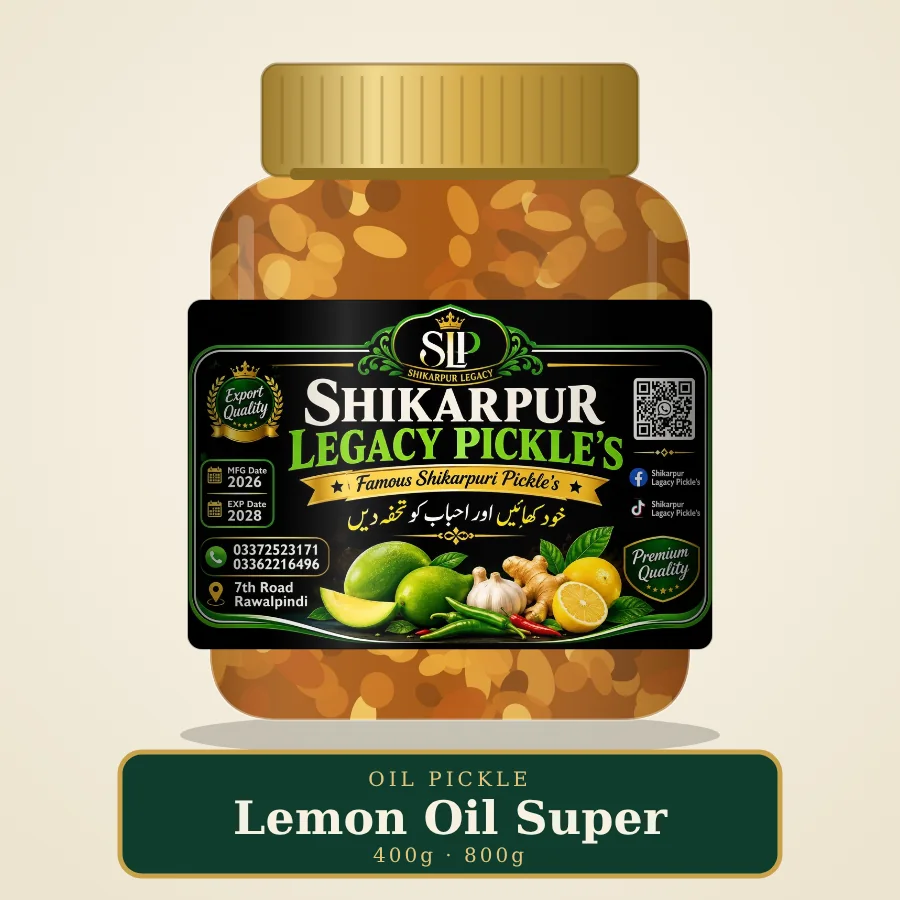 SLP
SHIKARPUR LEGACY
SHIKARPUR
LEGACY PICKLE'S
Famous Shikarpuri Pickle's
خود کھائیں اور احباب کو تحفہ دیں
Export
Quality
MFG Date
2026
EXP Date
2028
03372523171
03362216496
7th Road
Rawalpindi
Shikarpur
Legacy Pickle's
Shikarpur
Legacy Pickle's
Premium
Quality
OIL PICKLE
Lemon Oil Super
400g · 800g